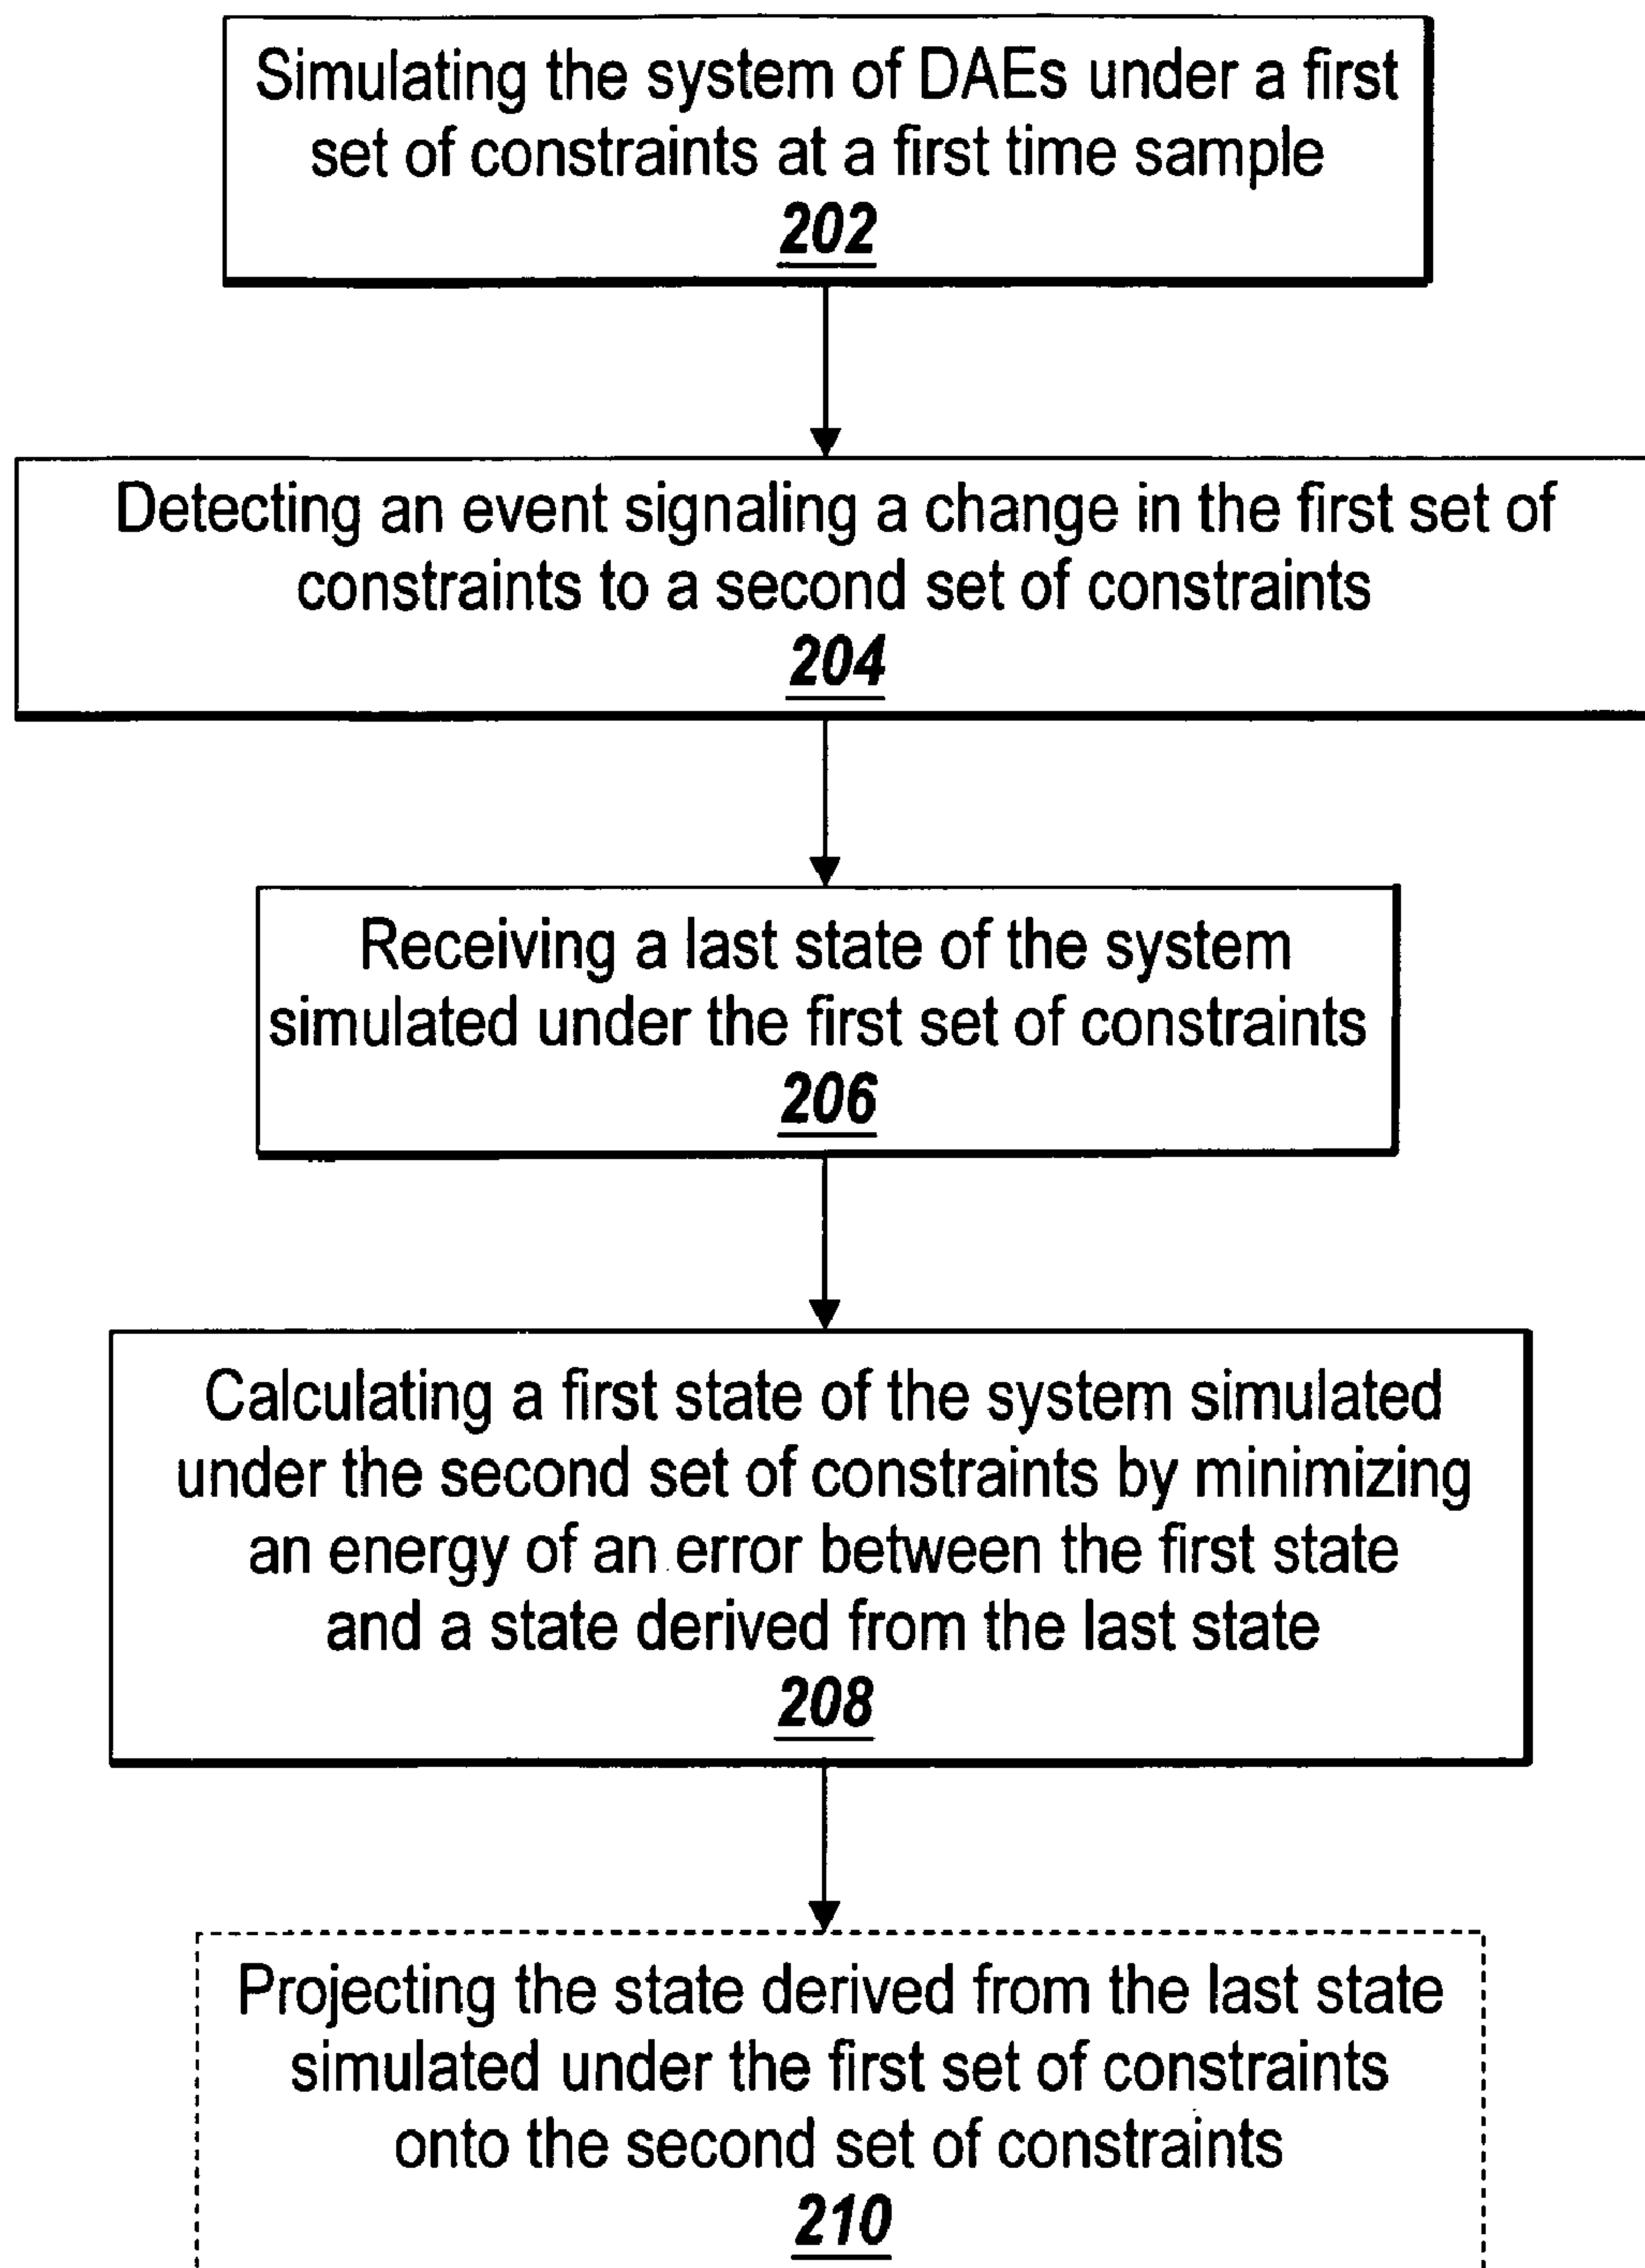 Simulating the system of DAEs under a first
set of constraints at a first time sample
202
Detecting an event signaling a change in the first set of
constraints to a second set of constraints
204
Receiving a last state of the system
simulated under the first set of constraints
206
Calculating a first state of the system simulated
under the second set of constraints by minimizing
an energy of an error between the first state
and a state derived from the last state
208
Projecting the state derived from the last state
simulated under the first set of constraints
onto the second set of constraints
210